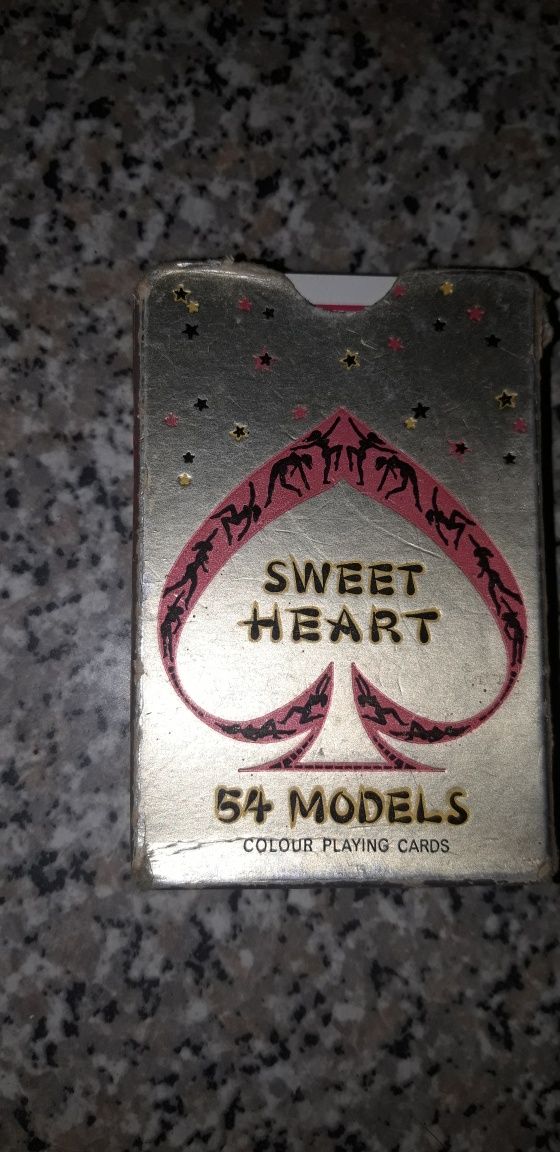 SWEET
HEART
54 MODELS
COLOUR PLAYING CARDS